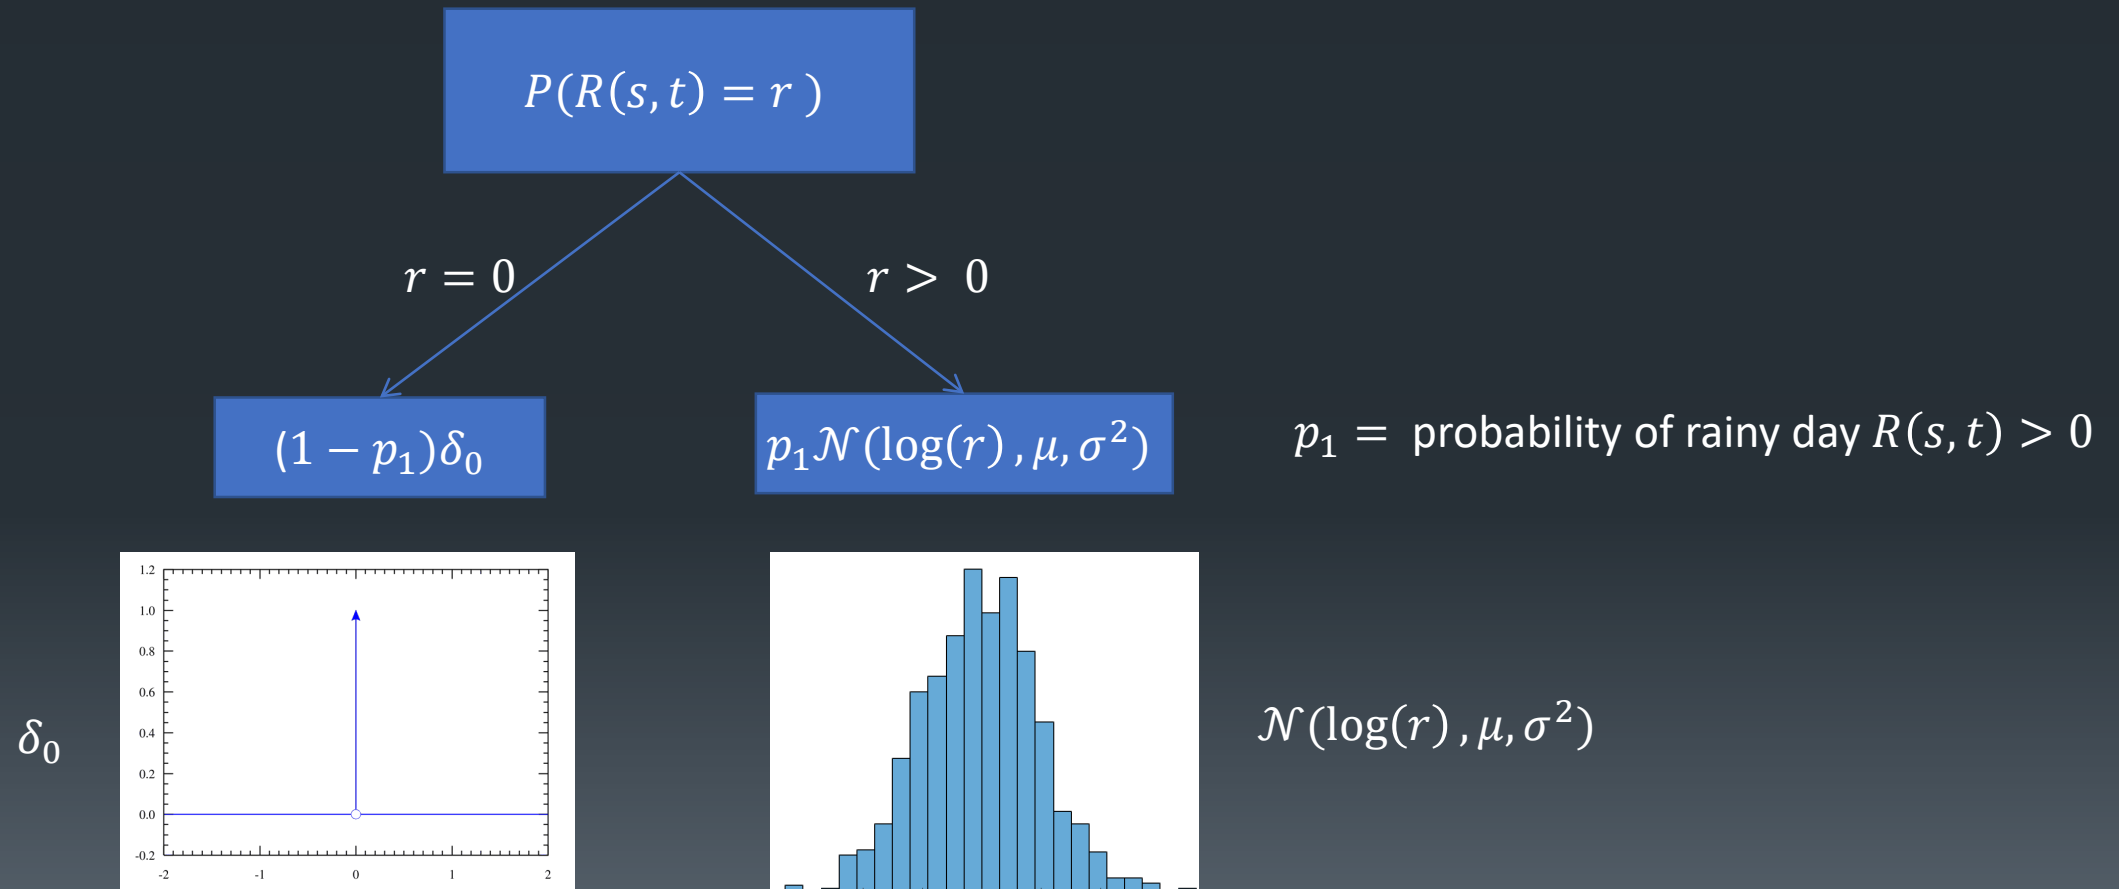 P(R(s, t) = r )
r = 0
r > 0
(1 − p₁)δ₀
p₁𝒩(log(r) , μ, σ²)
p₁ = probability of rainy day R(s, t) > 0
1.2
1.0
0.8
0.6
0.4
0.2
0.0
-0.2
-2 -1 0 1 2
δ₀
𝒩(log(r) , μ, σ²)